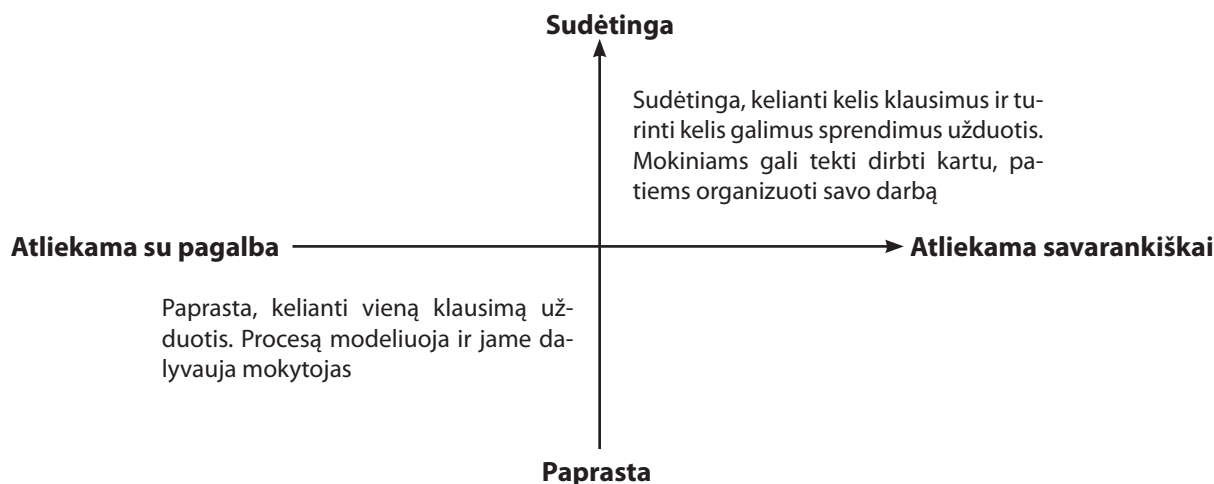 Sudėtinga
Sudėtinga, kelianti kelis klausimus ir tu-
rinti kelis galimus sprendimus užduotis.
Mokiniams gali tekti dirbti kartu, pa-
tiems organizuoti savo darbą
Atliekama su pagalba
Atliekama savarankiškai
Paprasta, kelianti vieną klausimą už-
duotis. Procesą modeliuoja ir jame da-
lyvauja mokytojas
Paprasta